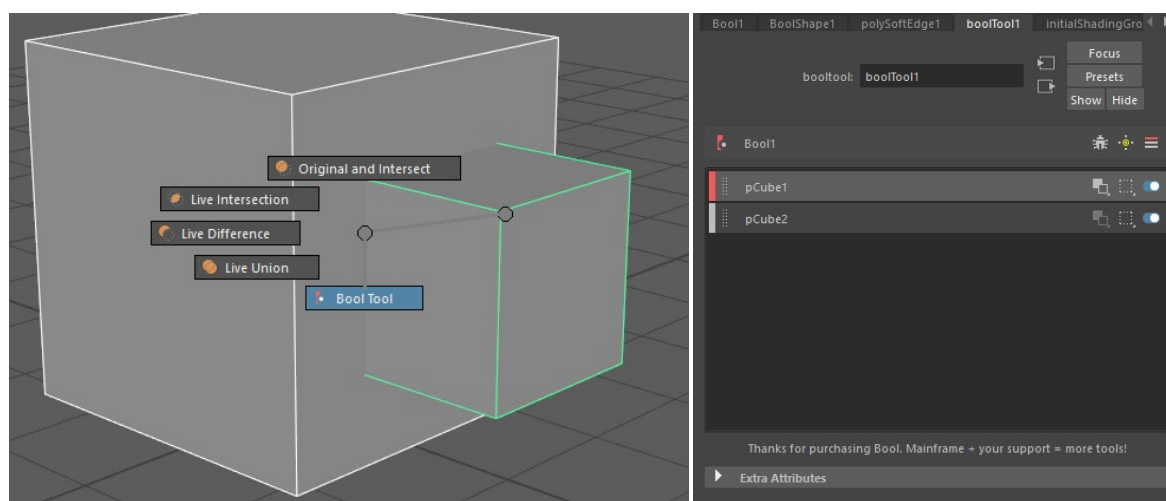 Original and Intersect
Live Intersection
Live Difference
Live Union
Bool Tool
Bool1 BoolShape1 polySoftEdge1 boolTool1 initialShadingGro
booltool: boolTool1
Focus
Presets
Show Hide
Bool1
pCube1
pCube2
Thanks for purchasing Bool. Mainframe + your support = more tools!
Extra Attributes